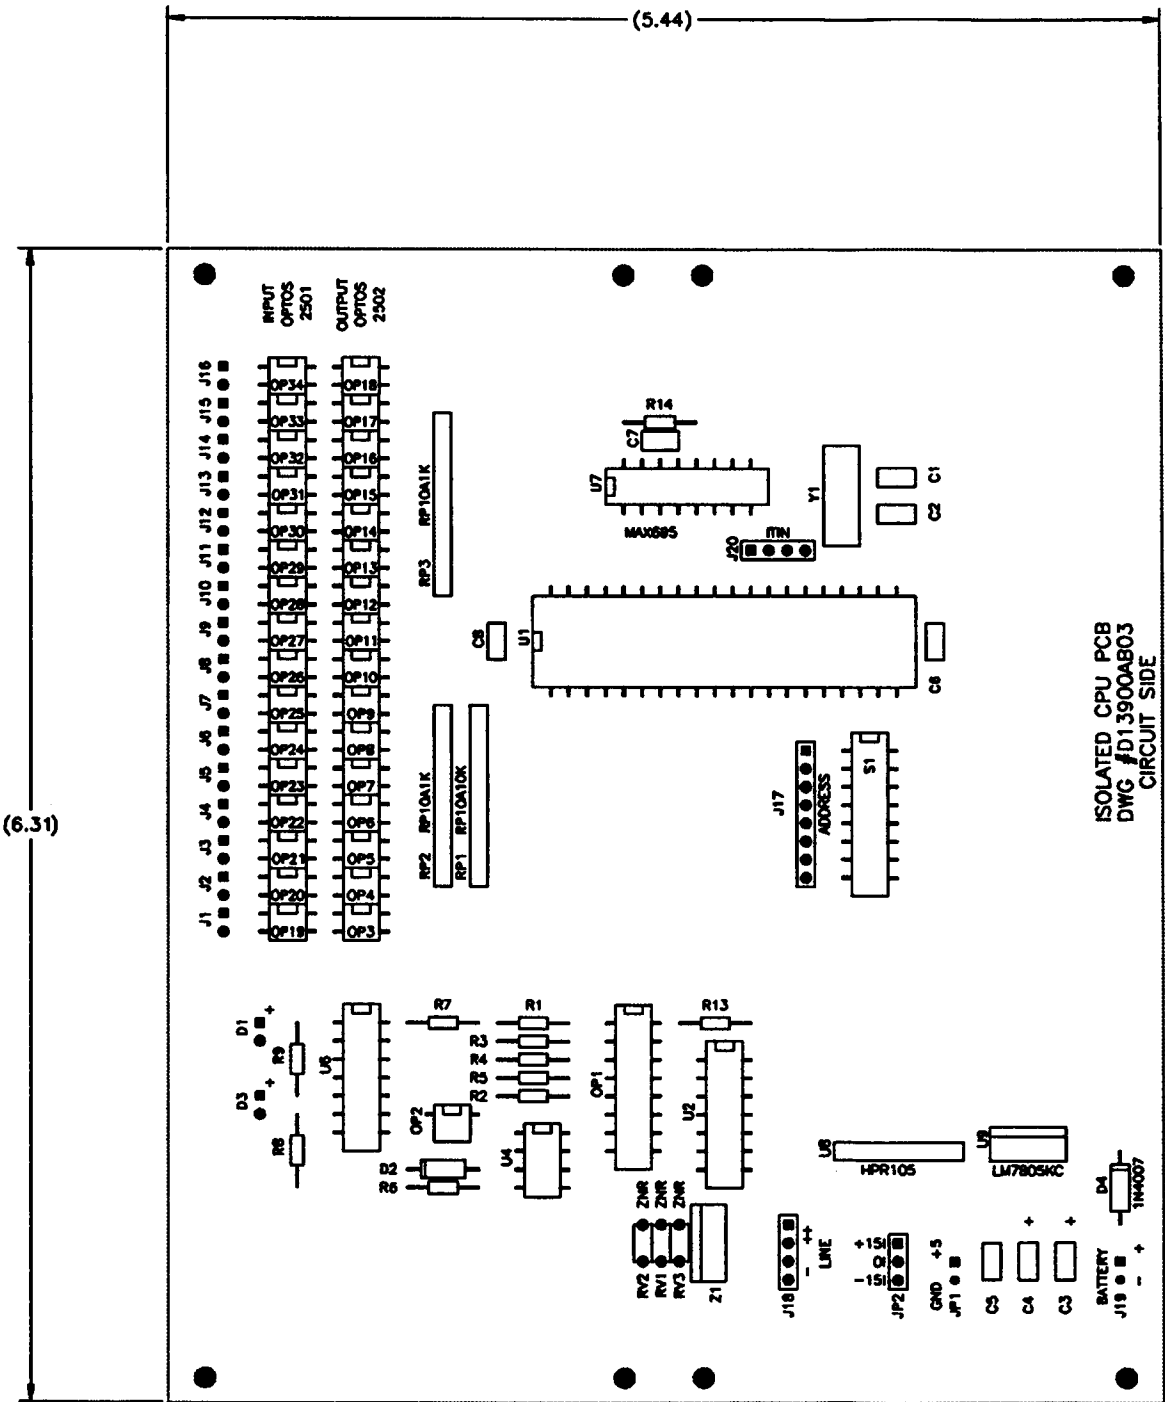 (5.44)
(6.31)
INPUT
OPTOS
2501
OUTPUT
OPTOS
2502
J16
J15
J14
J13
J12
J11
J10
J9
J8
J7
J6
J5
J4
J3
J2
J1
OP34
OP33
OP32
OP31
OP30
OP29
OP28
OP27
OP26
OP25
OP24
OP23
OP22
OP21
OP20
OP19
OP18
OP17
OP16
OP15
OP14
OP13
OP12
OP11
OP10
OP9
OP8
OP7
OP6
OP5
OP4
OP3
RP3 RP10A1K
RP2 RP10A1K
RP1 RP10A10K
R14
C7
U7
MAX695
Y1
C1
C2
J20
C8
U1
C6
J17
ADDRESS
S1
ISOLATED CPU PCB
DWG #D13900AB03
CIRCUIT SIDE
D1 +
R9
D3 +
R8
R7
OP2
D2
R6
R1
R3
R4
R5
R2
U4
OP1
R13
U2
ZNR ZNR ZNR
RV2 RV1 RV3
Z1
J18
- ++
LINE
HPR105
U9
LM7805KC
D4
1N4007
+15I
-15I
JP2
GND +5
JP1
C5
C4 +
C3 +
BATTERY
J19 - +